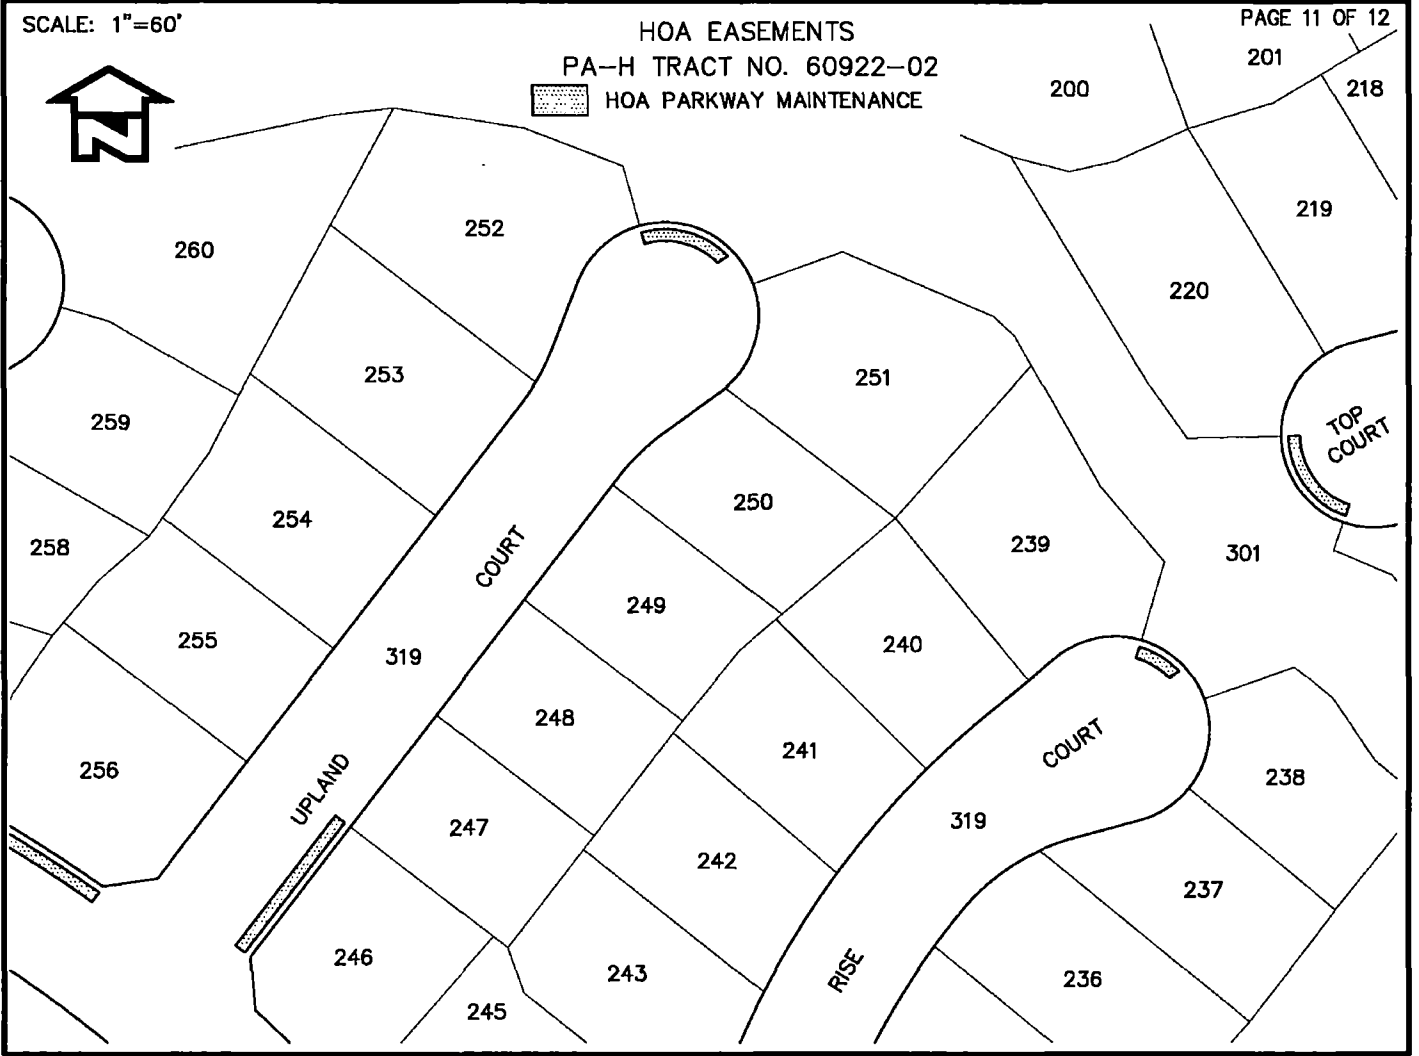 SCALE: 1"=60'
HOA EASEMENTS
PAGE 11 OF 12
PA-H TRACT NO. 60922-02
HOA PARKWAY MAINTENANCE
N
201
200
218
219
252
260
220
253
251
259
TOP
COURT
250
254
258
COURT
239
301
249
255
240
319
248
241
COURT
256
238
UPLAND
319
247
242
237
246
RISE
243
236
245